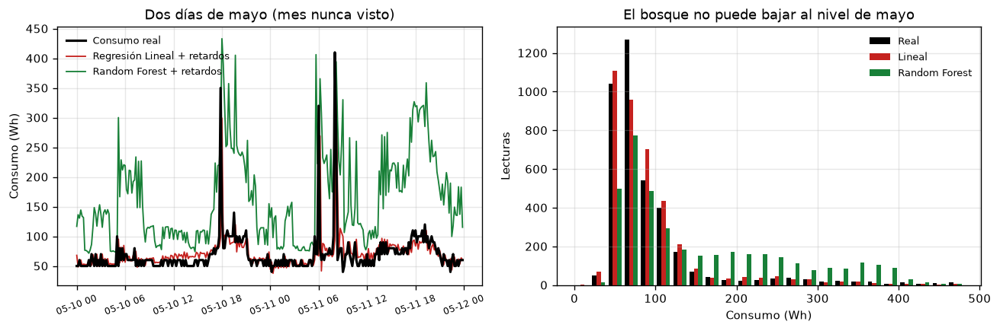 Dos días de mayo (mes nunca visto)
Consumo (Wh)
450
400
350
300
250
200
150
100
50
Consumo real
Regresión Lineal + retardos
Random Forest + retardos
05-10 00
05-10 06
05-10 12
05-10 18
05-11 00
05-11 06
05-11 12
05-11 18
05-12 00
El bosque no puede bajar al nivel de mayo
Lecturas
1200
1000
800
600
400
200
0
Real
Lineal
Random Forest
0
100
200
300
400
500
Consumo (Wh)